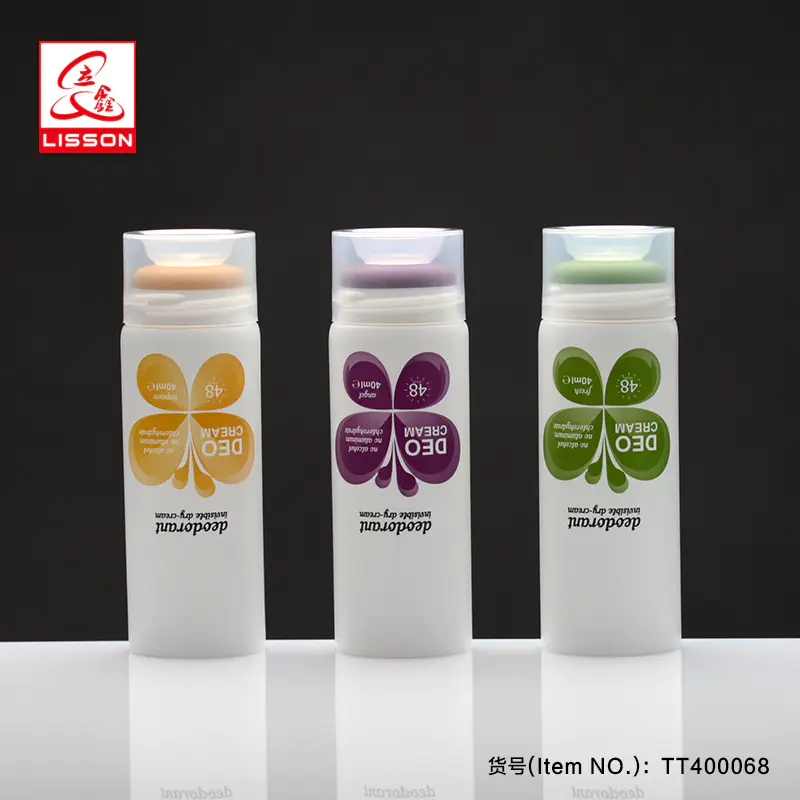 立鑫
LISSON
deodorant
invisible dry-cream
DEO
CREAM
no alcohol
no aluminum
chlorohydrate
48
40ml ℮
deodorant
invisible dry-cream
DEO
CREAM
no alcohol
no aluminum
chlorohydrate
48
angel
40ml ℮
deodorant
invisible dry-cream
DEO
CREAM
no alcohol
no aluminum
chlorohydrate
48
fresh
40ml ℮
货号(Item NO.): TT400068